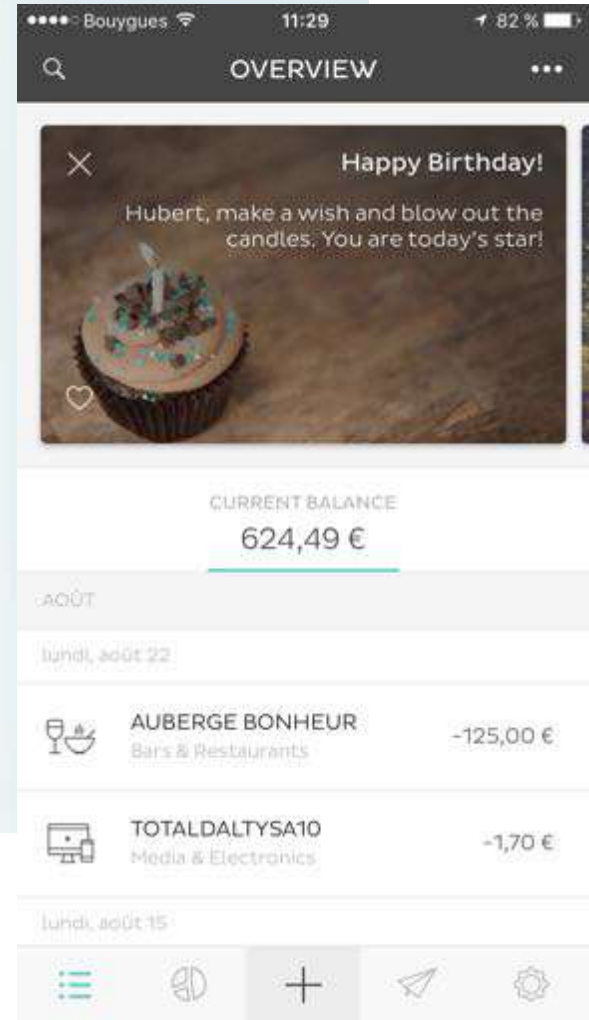 Bouygues 11:29 82 %
OVERVIEW
Happy Birthday!
Hubert, make a wish and blow out the
candles. You are today's star!
CURRENT BALANCE
624,49 €
AOÛT
lundi, août 22
AUBERGE BONHEUR
Bars & Restaurants
-125,00 €
TOTALDALTYSA10
Media & Electronics
-1,70 €
lundi, août 15